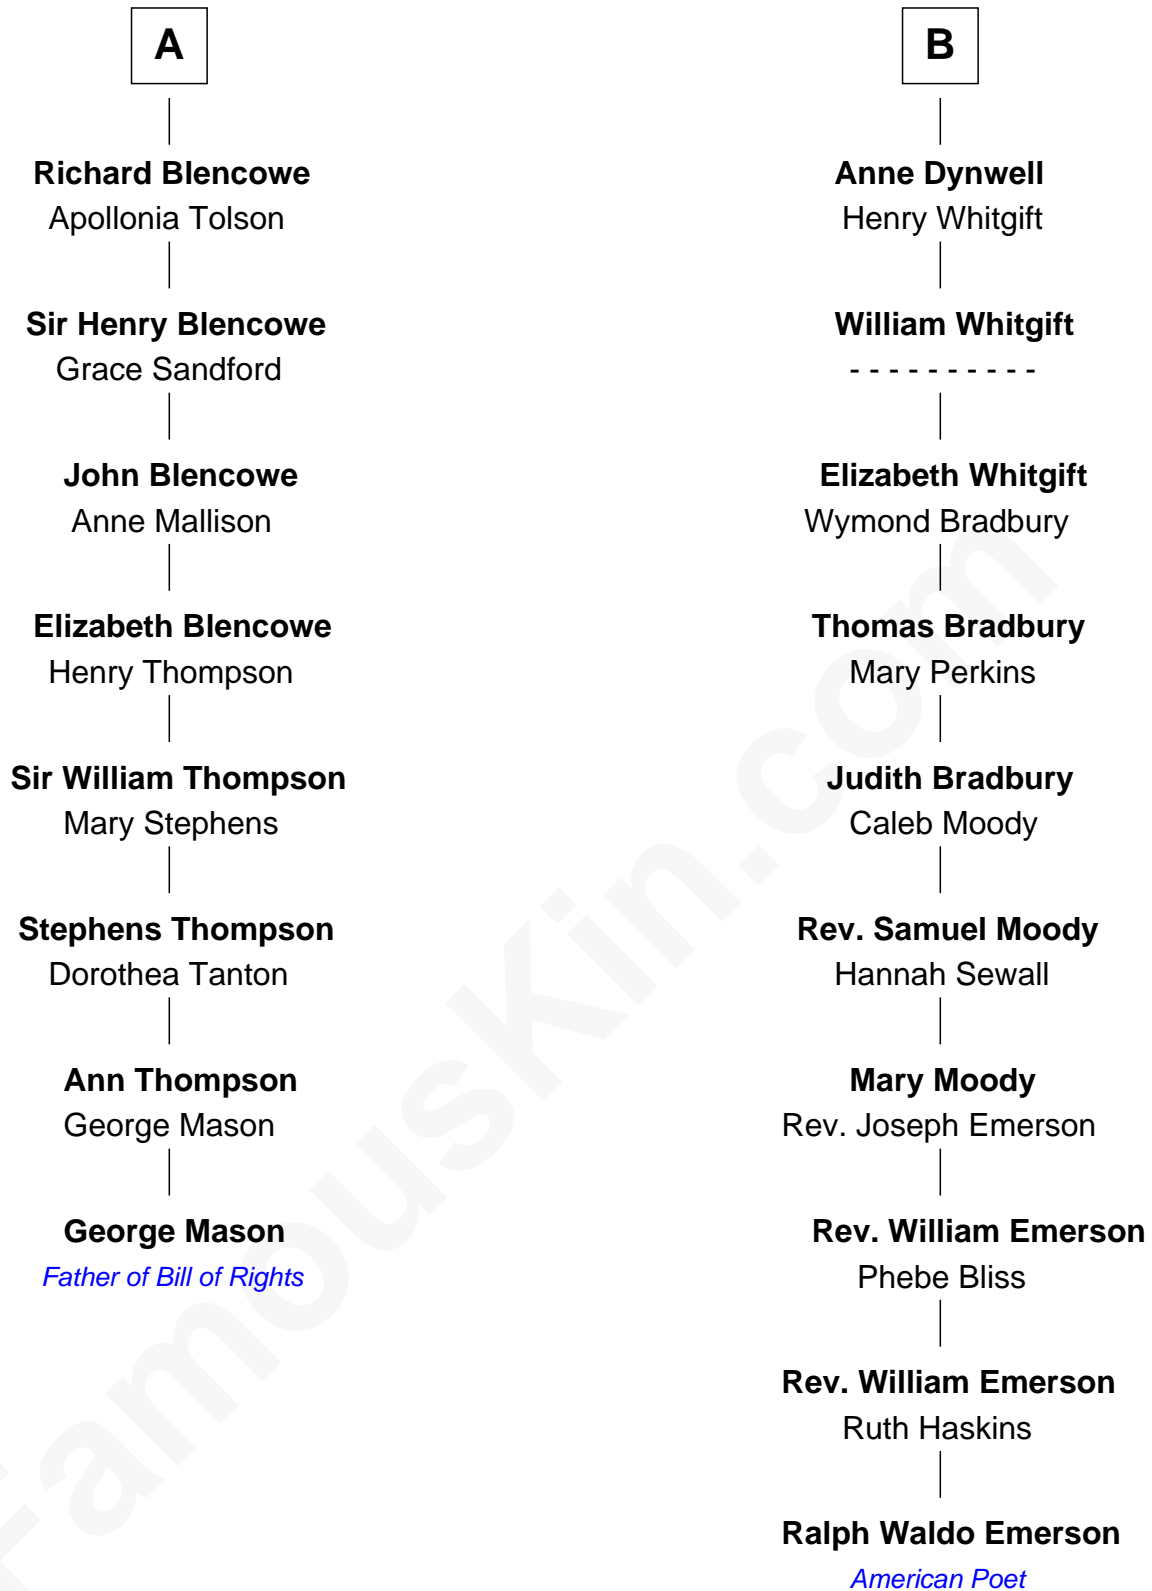 A
Richard Blencowe
Apollonia Tolson
Sir Henry Blencowe
Grace Sandford
John Blencowe
Anne Mallison
Elizabeth Blencowe
Henry Thompson
Sir William Thompson
Mary Stephens
Stephens Thompson
Dorothea Tanton
Ann Thompson
George Mason
George Mason
Father of Bill of Rights
B
Anne Dynwell
Henry Whitgift
William Whitgift
- - - - - - - - - -
Elizabeth Whitgift
Wymond Bradbury
Thomas Bradbury
Mary Perkins
Judith Bradbury
Caleb Moody
Rev. Samuel Moody
Hannah Sewall
Mary Moody
Rev. Joseph Emerson
Rev. William Emerson
Phebe Bliss
Rev. William Emerson
Ruth Haskins
Ralph Waldo Emerson
American Poet
FamousKin.com